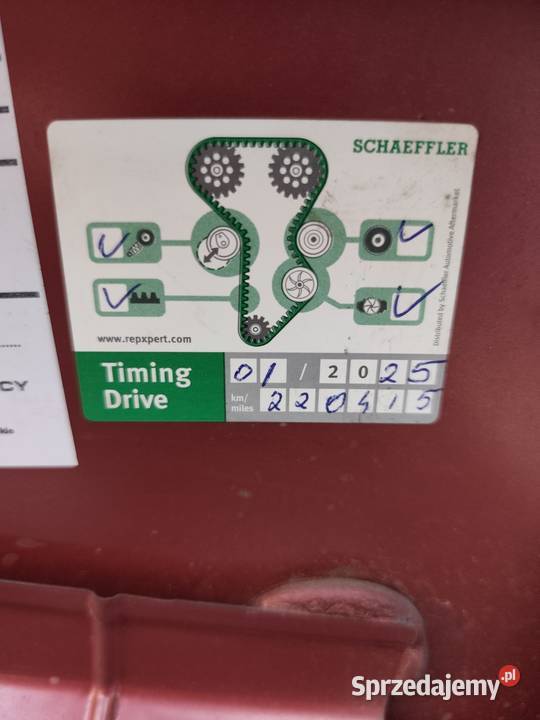 SCHAEFFLER
Distributed by Schaeffler Automotive Aftermarket
www.repxpert.com
Timing
Drive
01 / 2025
km/
miles
220415
CY
Sprzedajemy.pl